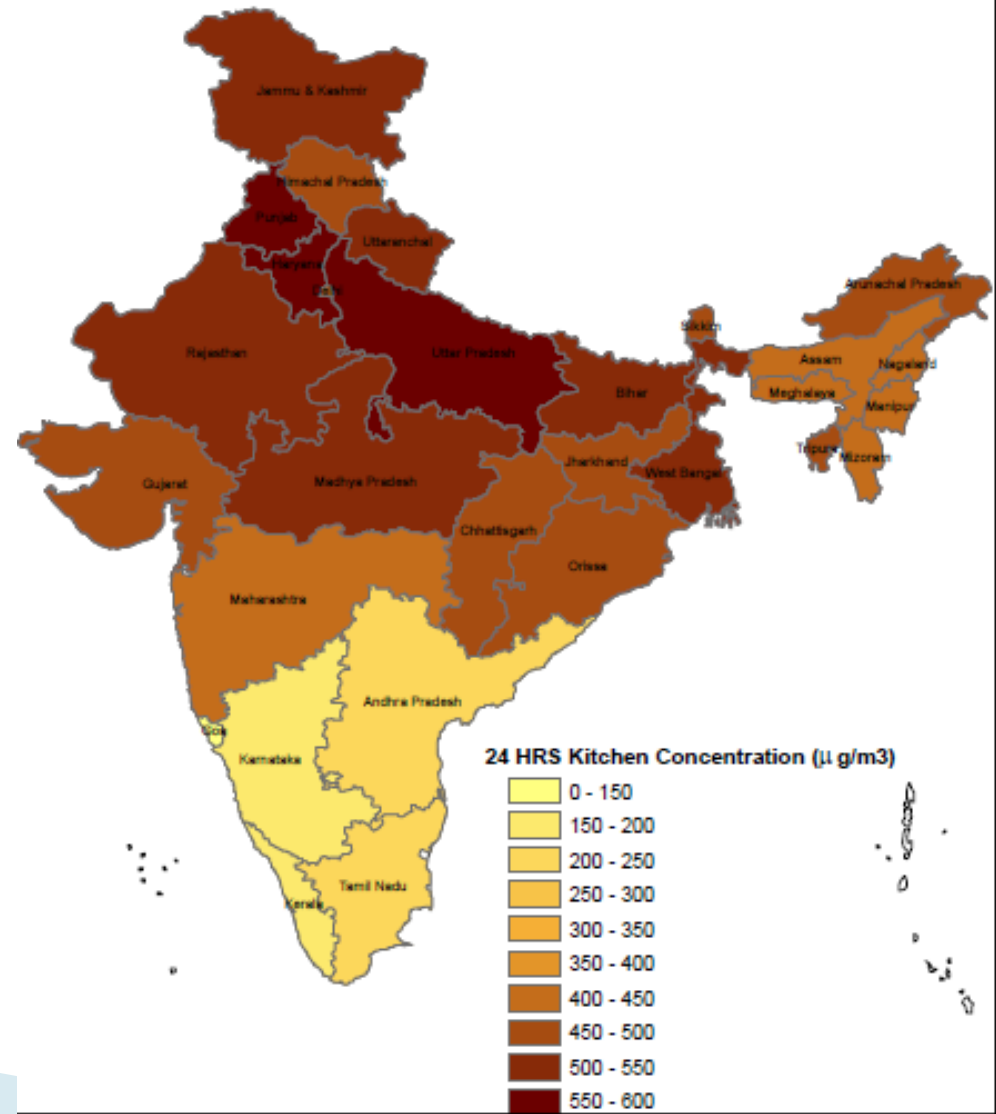 Jammu & Kashmir
Himachal Pradesh
Punjab
Uttaranchal
Haryana
Delhi
Arunachal Pradesh
Sikkim
Rajasthan
Utter Pradesh
Assam
Nagaland
Bihar
Meghalaya
Manipur
Tripura
Mizoram
Jharkhand
West Bengal
Gujarat
Madhya Pradesh
Chhattisgarh
Orissa
Maharashtra
Andhra Pradesh
Goa
Karnataka
Tamil Nadu
Kerala
24 HRS Kitchen Concentration (μ g/m3)
0 - 150
150 - 200
200 - 250
250 - 300
300 - 350
350 - 400
400 - 450
450 - 500
500 - 550
550 - 600